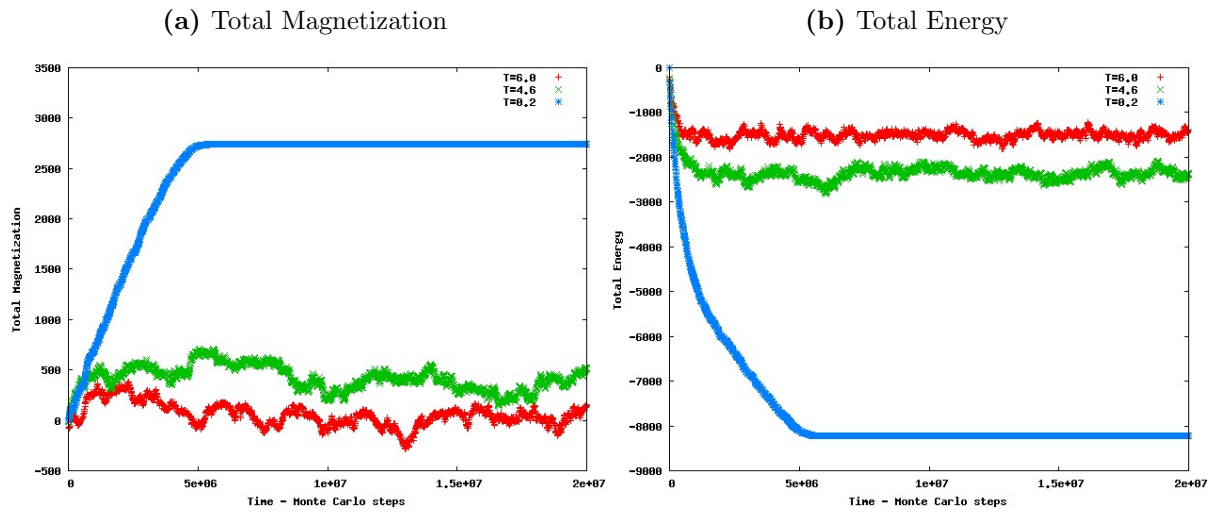 (a) Total Magnetization
3500
3000
2500
2000
1500
1000
500
0
-500
Total Magnetization
T=6.0
T=4.6
T=0.2
0
5e+06
1e+07
1.5e+07
2e+07
Time - Monte Carlo steps
(b) Total Energy
0
-1000
-2000
-3000
-4000
-5000
-6000
-7000
-8000
-9000
Total Energy
T=6.0
T=4.6
T=0.2
0
5e+06
1e+07
1.5e+07
2e+07
Time - Monte Carlo steps